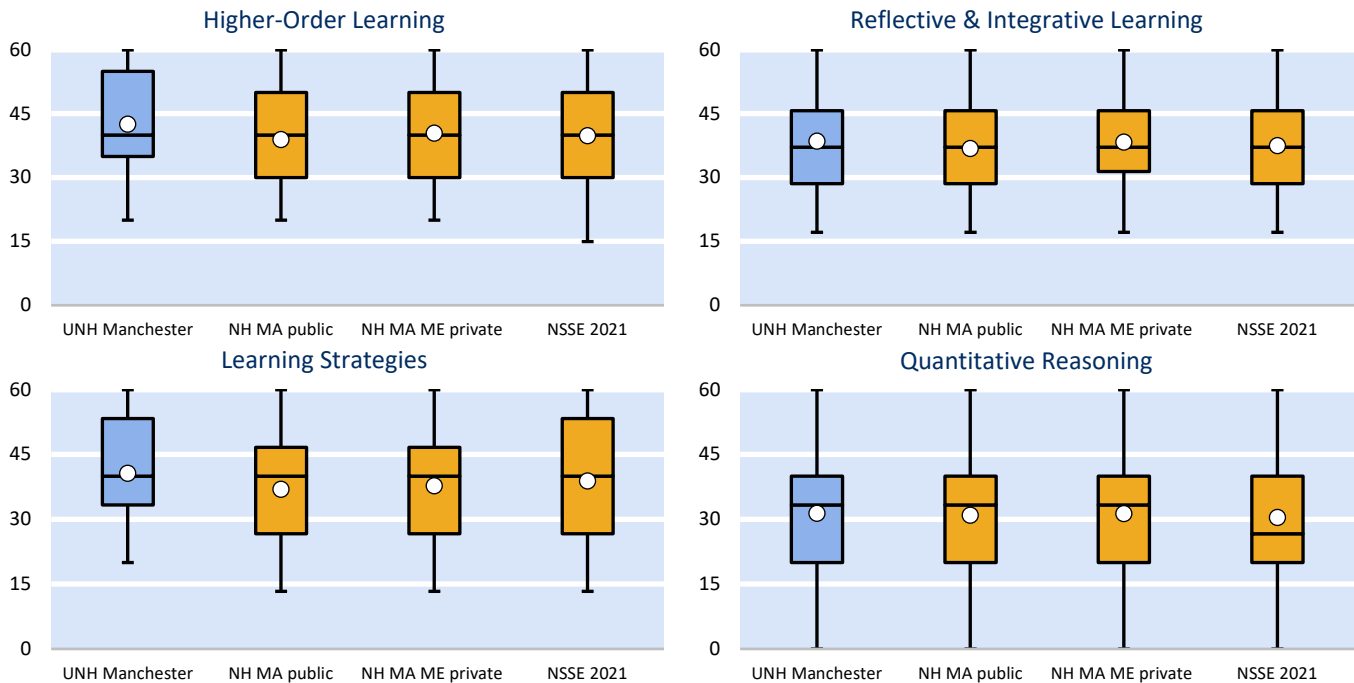 Higher-Order Learning
60
45
30
15
0
UNH Manchester NH MA public NH MA ME private NSSE 2021
Reflective & Integrative Learning
60
45
30
15
0
UNH Manchester NH MA public NH MA ME private NSSE 2021
Learning Strategies
60
45
30
15
0
UNH Manchester NH MA public NH MA ME private NSSE 2021
Quantitative Reasoning
60
45
30
15
0
UNH Manchester NH MA public NH MA ME private NSSE 2021